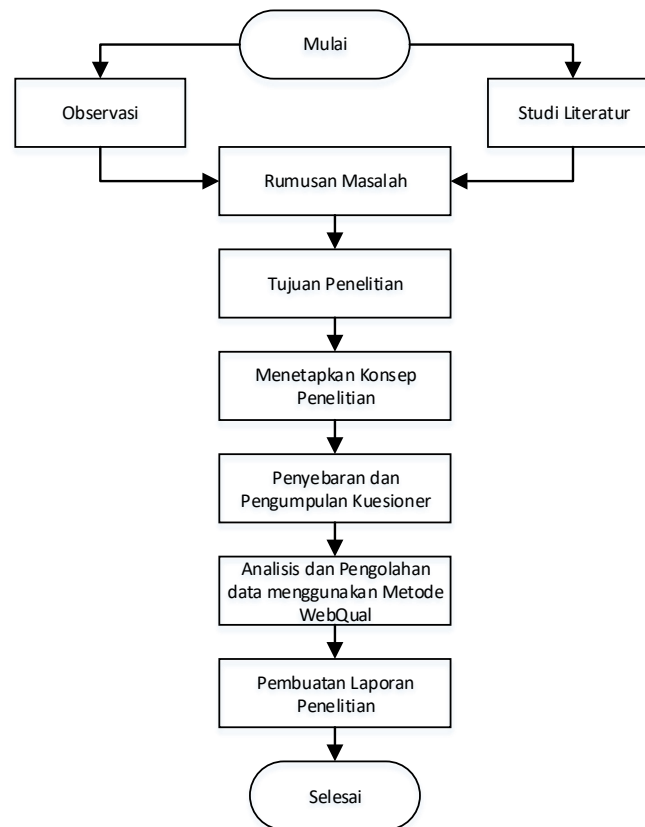 Mulai
Observasi
Studi Literatur
Rumusan Masalah
Tujuan Penelitian
Menetapkan Konsep
Penelitian
Penyebaran dan
Pengumpulan Kuesioner
Analisis dan Pengolahan
data menggunakan Metode
WebQual
Pembuatan Laporan
Penelitian
Selesai